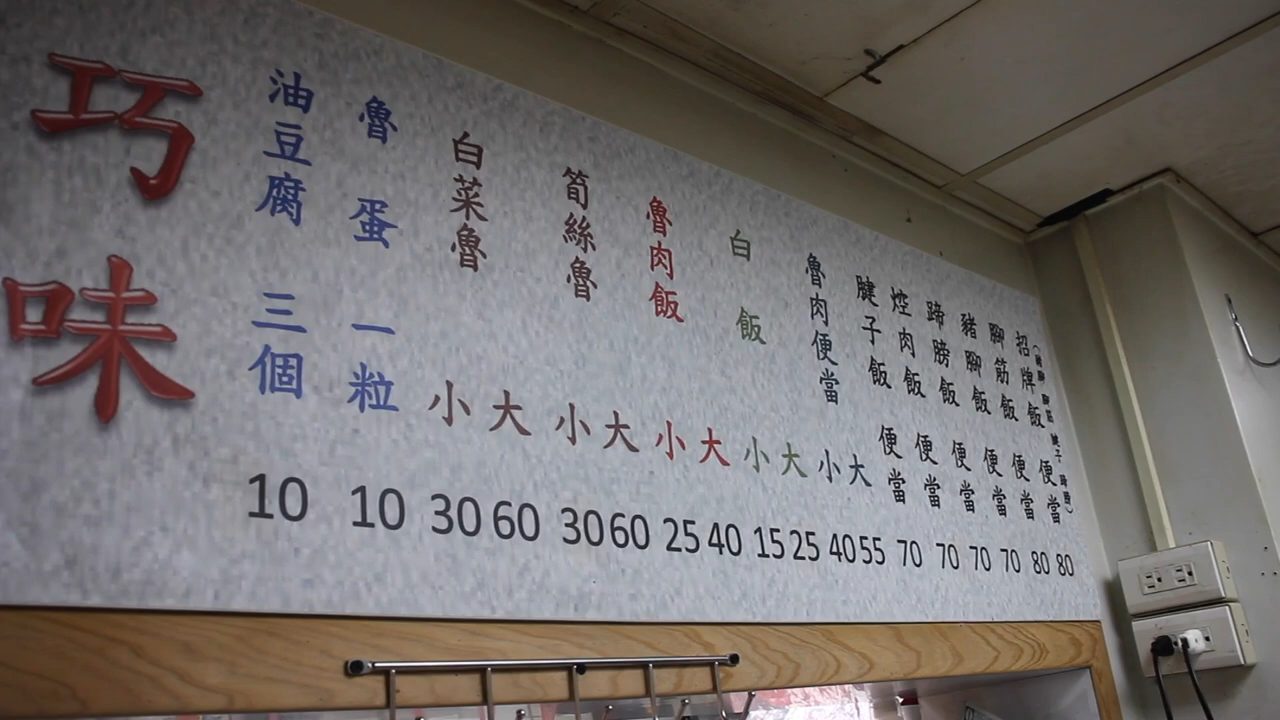 招牌飯 便當 80
腳筋飯 便當 80
豬腳飯 便當 70
蹄膀飯 便當 70
焢肉飯 便當 70
腱子飯 便當 70
魯肉便當 小 大 40 55
白飯 小 大 15 25
魯肉飯 小 大 25 40
筍絲魯 小 大 30 60
白菜魯 小 大 30 60
魯蛋 一粒 10
油豆腐 三個 10
巧味